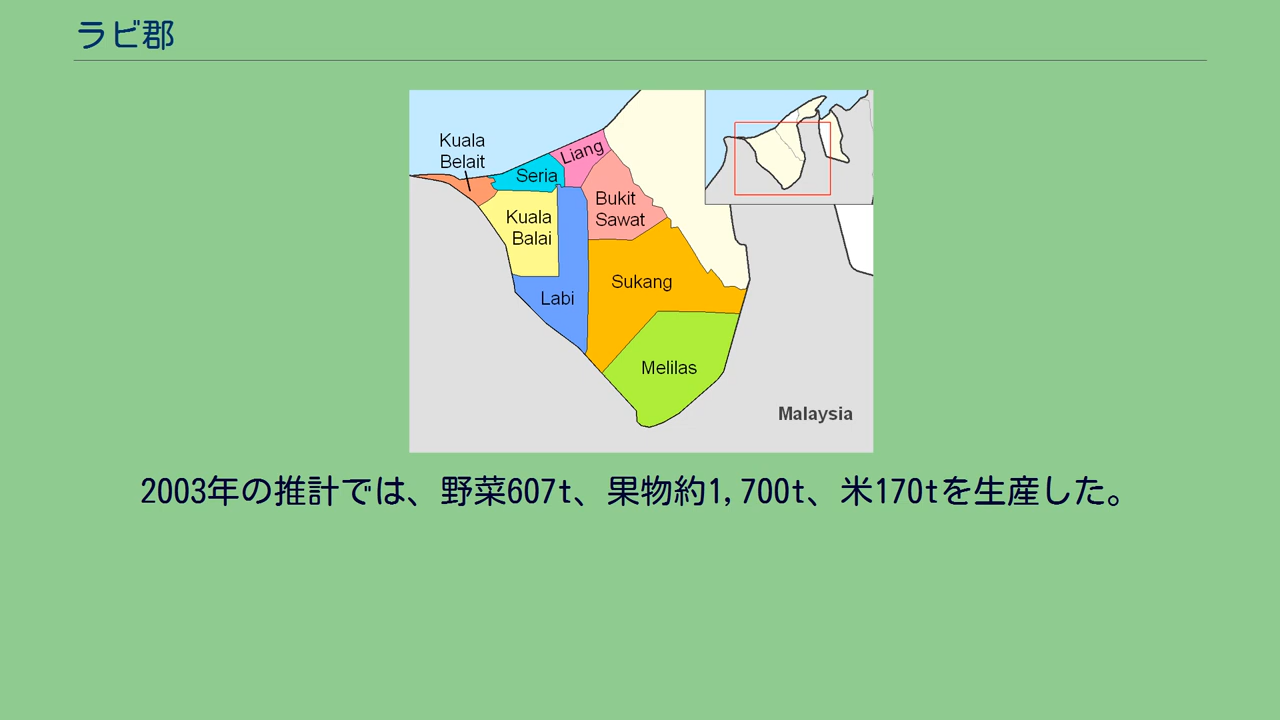 ラビ郡
Kuala
Belait
Seria
Liang
Kuala
Balai
Bukit
Sawat
Labi
Sukang
Melilas
Malaysia
2003年の推計では、野菜607t、果物約1,700t、米170tを生産した。